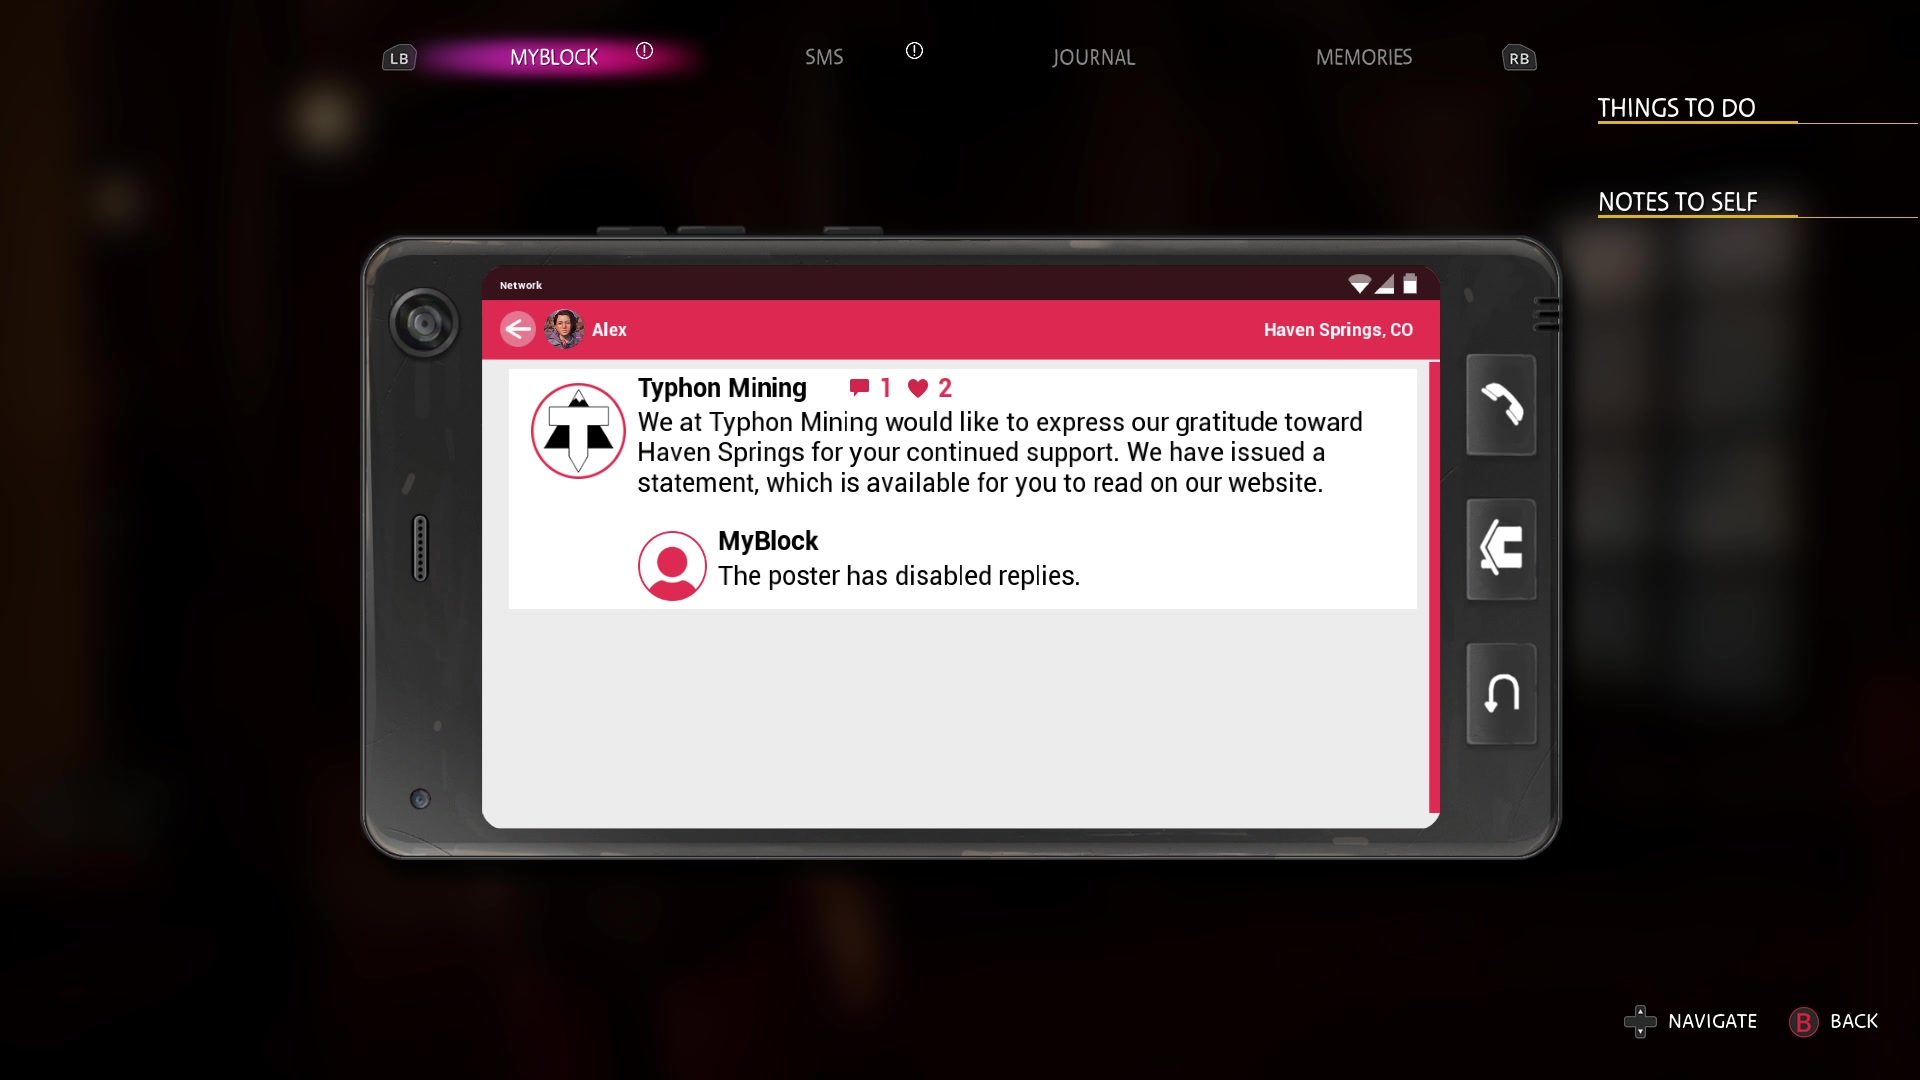 LB
MYBLOCK
SMS
JOURNAL
MEMORIES
RB
THINGS TO DO
NOTES TO SELF
Network
Alex
Haven Springs, CO
Typhon Mining 1 2
We at Typhon Mining would like to express our gratitude toward
Haven Springs for your continued support. We have issued a
statement, which is available for you to read on our website.
MyBlock
The poster has disabled replies.
NAVIGATE
B BACK